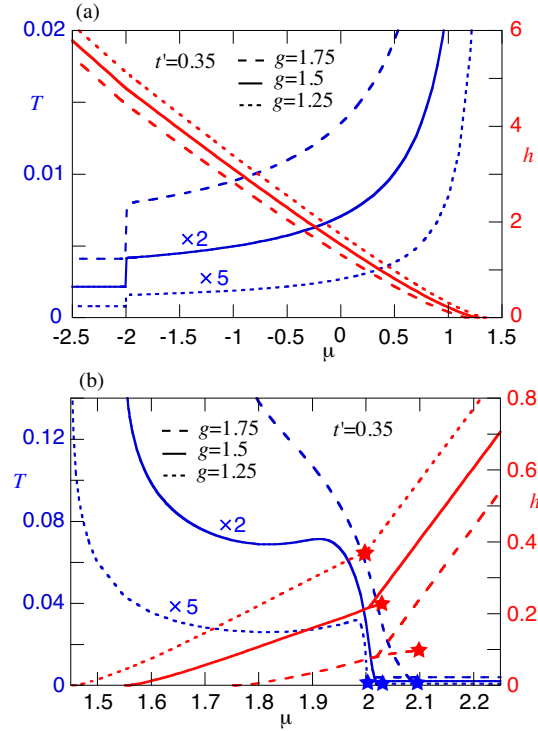 (a)
0.02
6
t'=0.35
g=1.75
g=1.5
g=1.25
4
T
0.01
h
×2
2
×5
0
0
-2.5 -2 -1.5 -1 -0.5 0 0.5 1 1.5
μ
(b)
0.8
0.12
g=1.75
t'=0.35
g=1.5
0.6
T
g=1.25
h
×2
0.08
0.4
×5
0.04
0.2
0
0
1.5 1.6 1.7 1.8 1.9 2 2.1 2.2
μ